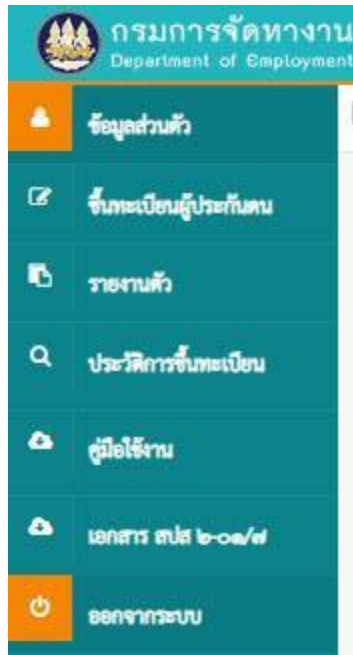 กรมการจัดหางาน
Department of Employment
ข้อมูลส่วนตัว
ขึ้นทะเบียนผู้ประกันตน
รายงานตัว
ประวัติการขึ้นทะเบียน
คู่มือใช้งาน
เอกสาร สปส ๒-๐๑/๗
ออกจากระบบ